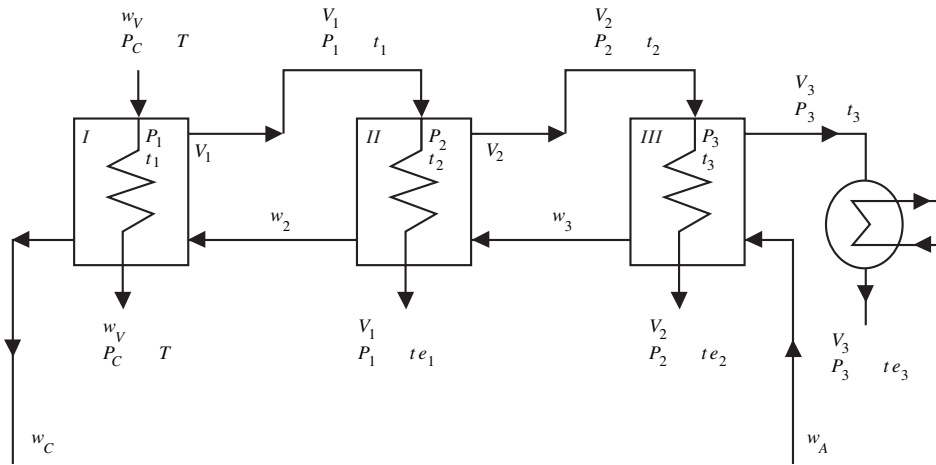 w_V
P_C T
V_1
P_1 t_1
V_2
P_2 t_2
V_3
P_3 t_3
I P_1
t_1
V_1
II P_2
t_2
V_2
III P_3
t_3
w_2
w_3
w_V
P_C T
V_1
P_1 te_1
V_2
P_2 te_2
V_3
P_3 te_3
w_C
w_A